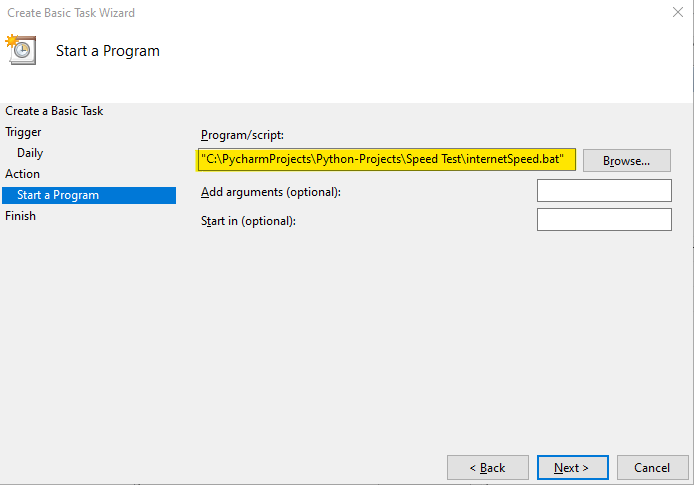 Create Basic Task Wizard
Start a Program
Create a Basic Task
Trigger
Daily
Action
Start a Program
Finish
Program/script:
"C:\PycharmProjects\Python-Projects\Speed Test\internetSpeed.bat"
Browse...
Add arguments (optional):
Start in (optional):
< Back
Next >
Cancel